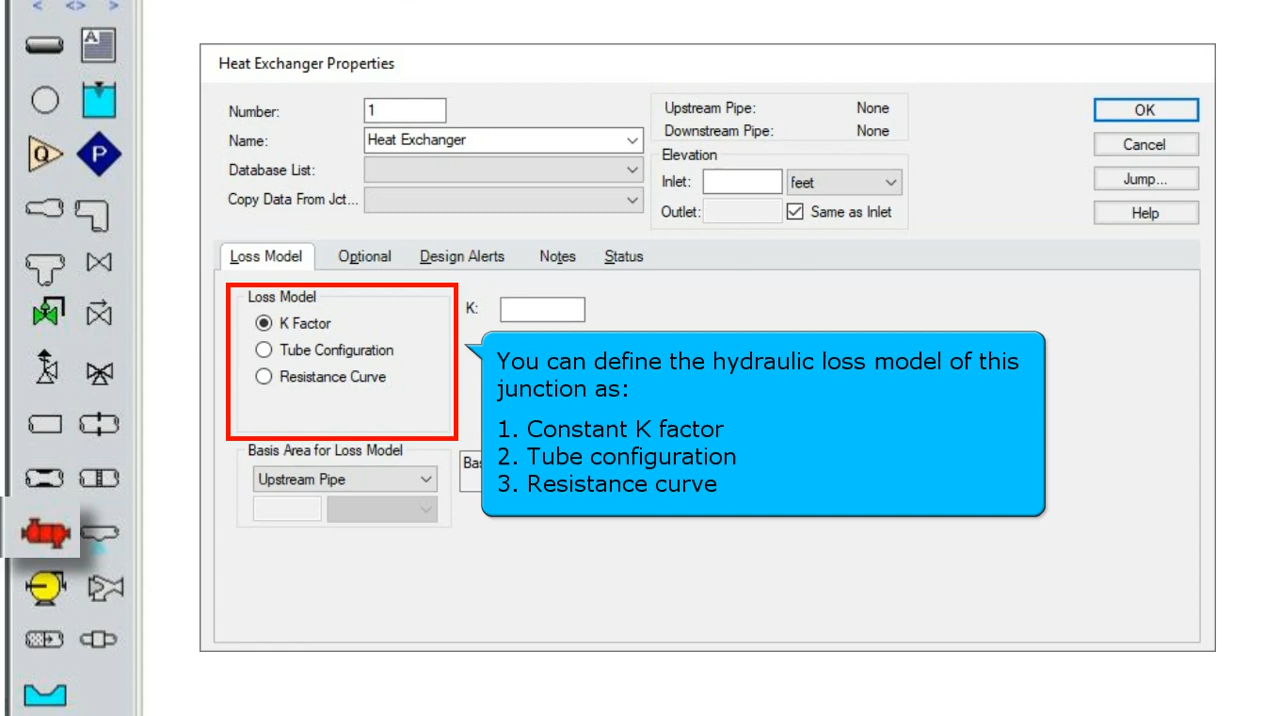 < <> >
A
Q
P
Heat Exchanger Properties
Number: 1
Name: Heat Exchanger
Database List:
Copy Data From Jct...
Upstream Pipe: None
Downstream Pipe: None
Elevation
Inlet: feet
Outlet: Same as Inlet
OK
Cancel
Jump...
Help
Loss Model Optional Design Alerts Notes Status
Loss Model
K Factor
Tube Configuration
Resistance Curve
K:
You can define the hydraulic loss model of this
junction as:
1. Constant K factor
2. Tube configuration
3. Resistance curve
Basis Area for Loss Model
Upstream Pipe